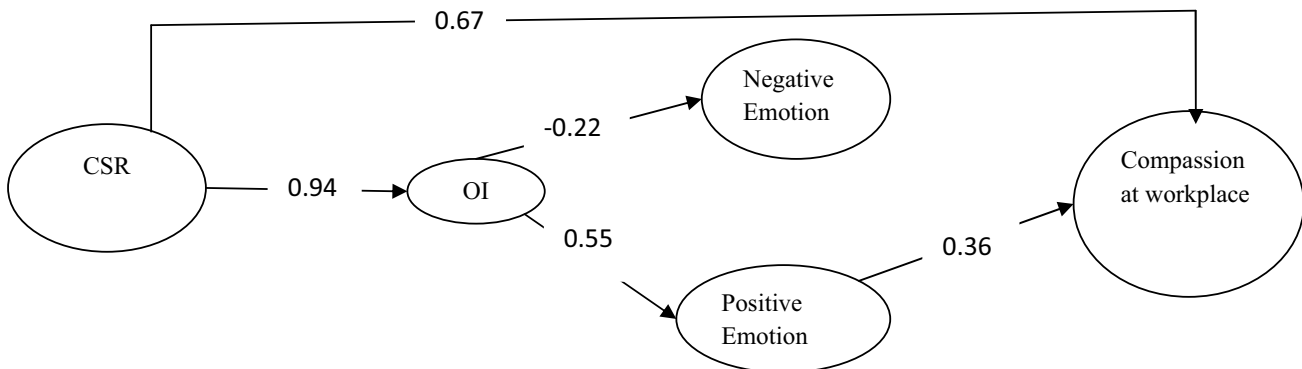 0.67
Negative
Emotion
-0.22
CSR
Compassion
at workplace
0.94
OI
0.55
0.36
Positive
Emotion